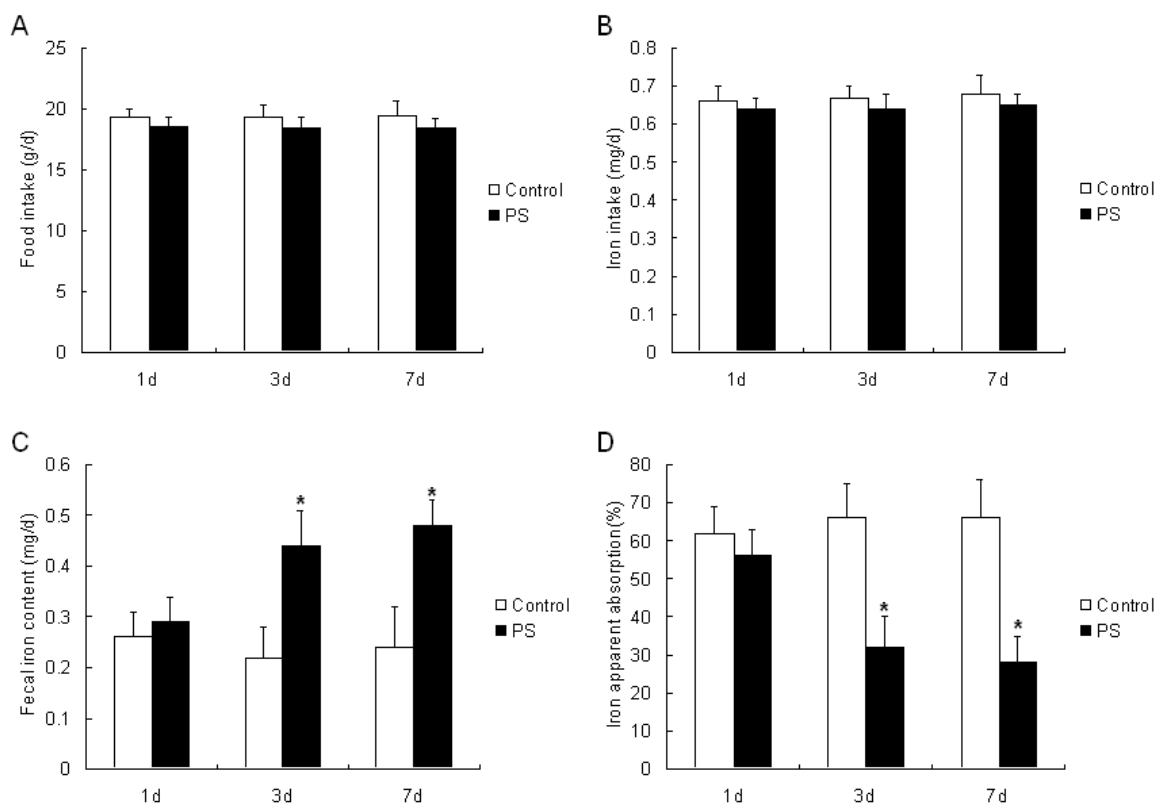 A
Food intake (g/d)
25
20
15
10
5
0
1d 3d 7d
Control
PS
B
Iron intake (mg/d)
0.8
0.7
0.6
0.5
0.4
0.3
0.2
0.1
0
1d 3d 7d
Control
PS
C
Fecal iron content (mg/d)
0.6
0.5
0.4
0.3
0.2
0.1
0
* *
1d 3d 7d
Control
PS
D
Iron apparent absorption(%)
80
70
60
50
40
30
20
10
0
* *
1d 3d 7d
Control
PS